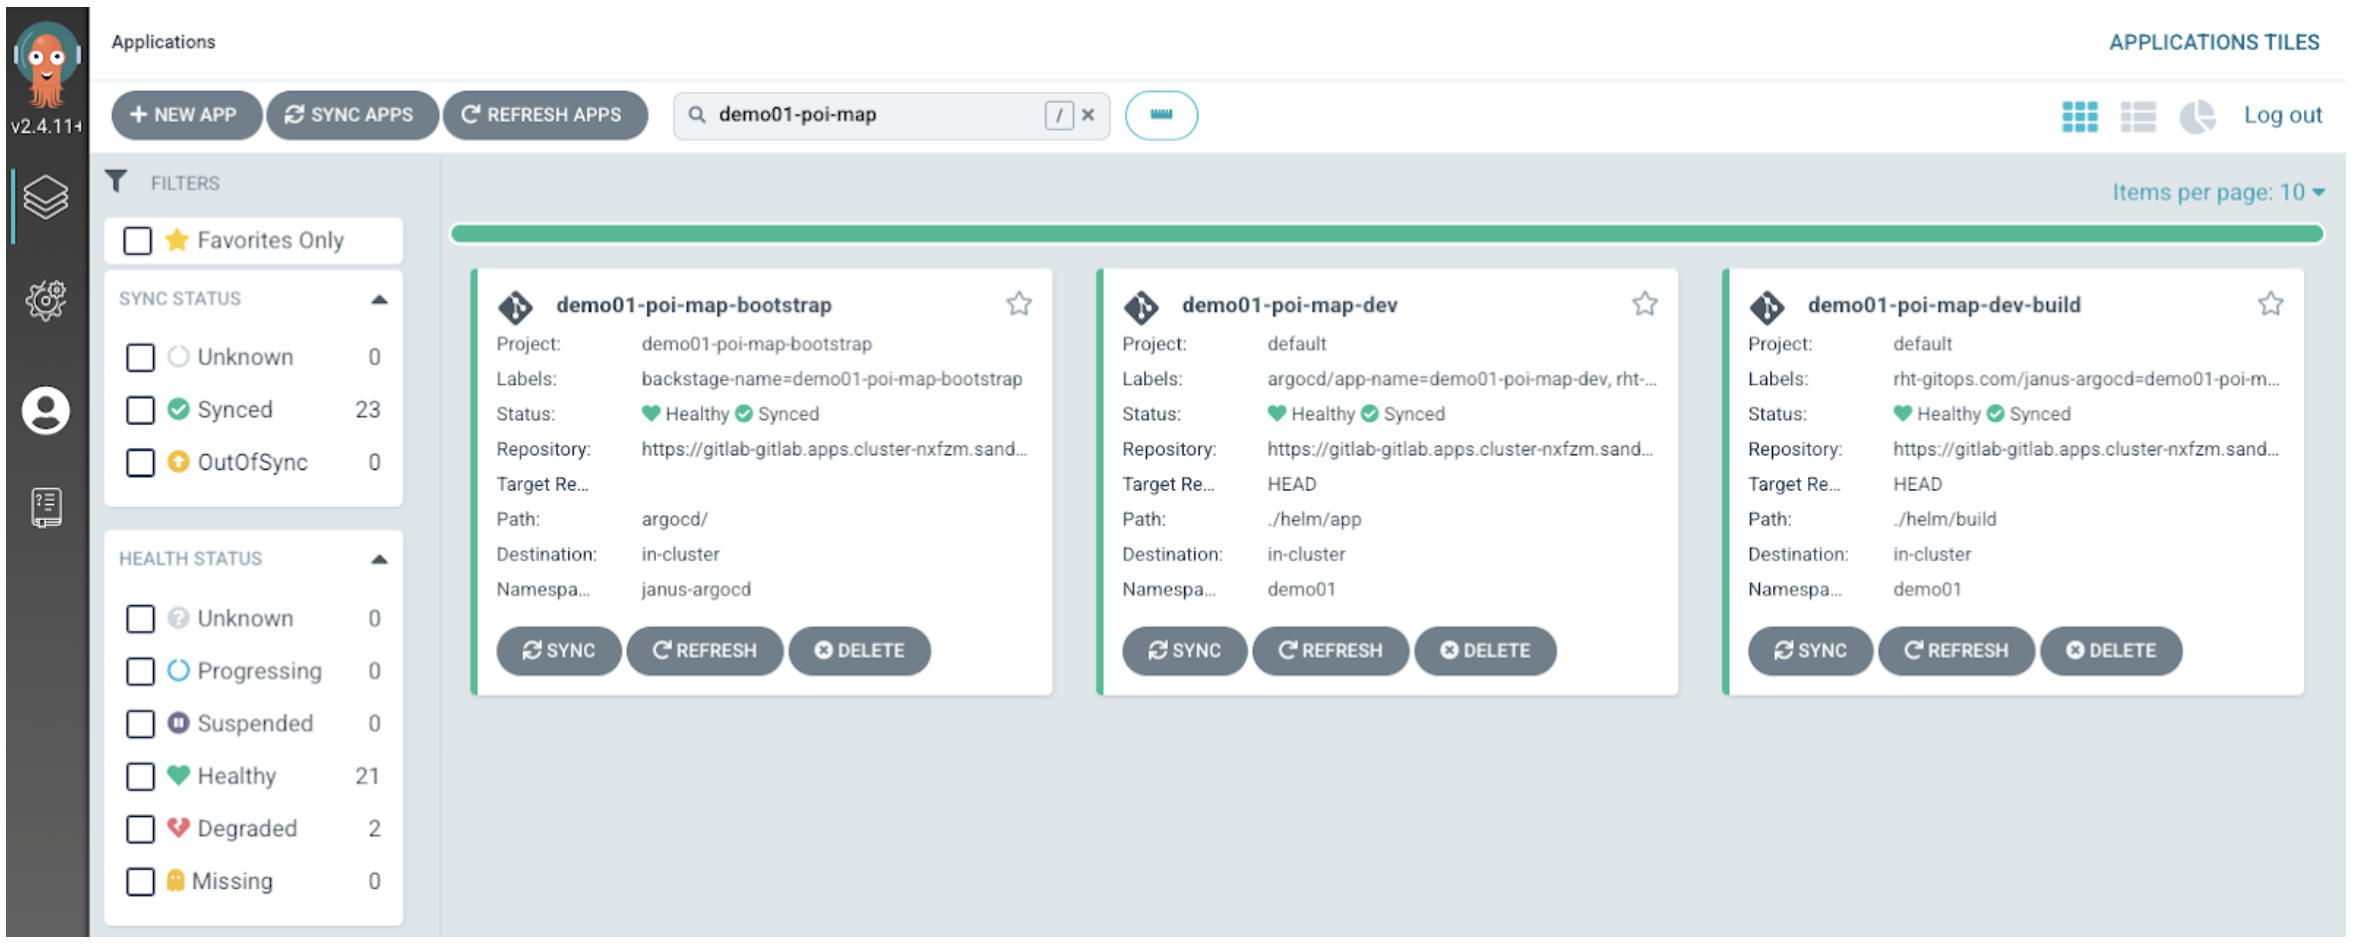 Applications
APPLICATIONS TILES
v2.4.11+
NEW APP
SYNC APPS
REFRESH APPS
demo01-poi-map
/
Log out
FILTERS
Items per page: 10
Favorites Only
SYNC STATUS
Unknown 0
Synced 23
OutOfSync 0
HEALTH STATUS
Unknown 0
Progressing 0
Suspended 0
Healthy 21
Degraded 2
Missing 0
demo01-poi-map-bootstrap
Project: demo01-poi-map-bootstrap
Labels: backstage-name=demo01-poi-map-bootstrap
Status: Healthy Synced
Repository: https://gitlab-gitlab.apps.cluster-nxfzm.sand...
Target Re...
Path: argocd/
Destination: in-cluster
Namespa... janus-argocd
SYNC REFRESH DELETE
demo01-poi-map-dev
Project: default
Labels: argocd/app-name=demo01-poi-map-dev, rht-...
Status: Healthy Synced
Repository: https://gitlab-gitlab.apps.cluster-nxfzm.sand...
Target Re... HEAD
Path: ./helm/app
Destination: in-cluster
Namespa... demo01
SYNC REFRESH DELETE
demo01-poi-map-dev-build
Project: default
Labels: rht-gitops.com/janus-argocd=demo01-poi-m...
Status: Healthy Synced
Repository: https://gitlab-gitlab.apps.cluster-nxfzm.sand...
Target Re... HEAD
Path: ./helm/build
Destination: in-cluster
Namespa... demo01
SYNC REFRESH DELETE